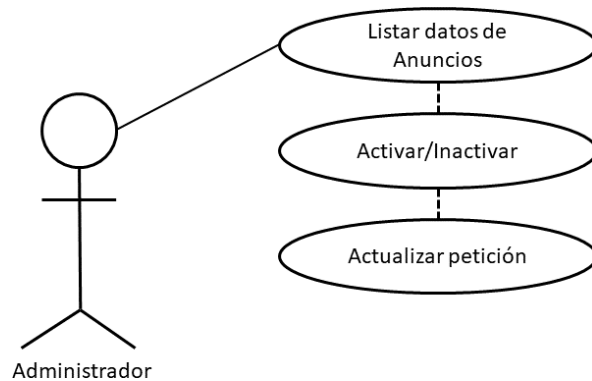 Listar datos de
Anuncios
Activar/Inactivar
Actualizar petición
Administrador